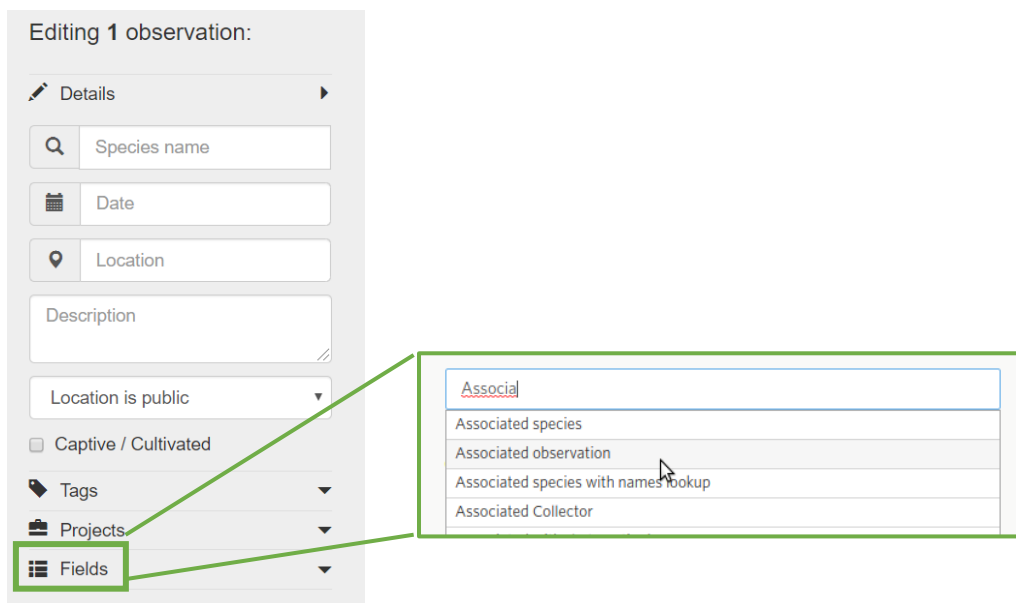 Editing 1 observation:
Details
Species name
Date
Location
Description
Location is public
Captive / Cultivated
Tags
Projects
Fields
Associa
Associated species
Associated observation
Associated species with names lookup
Associated Collector